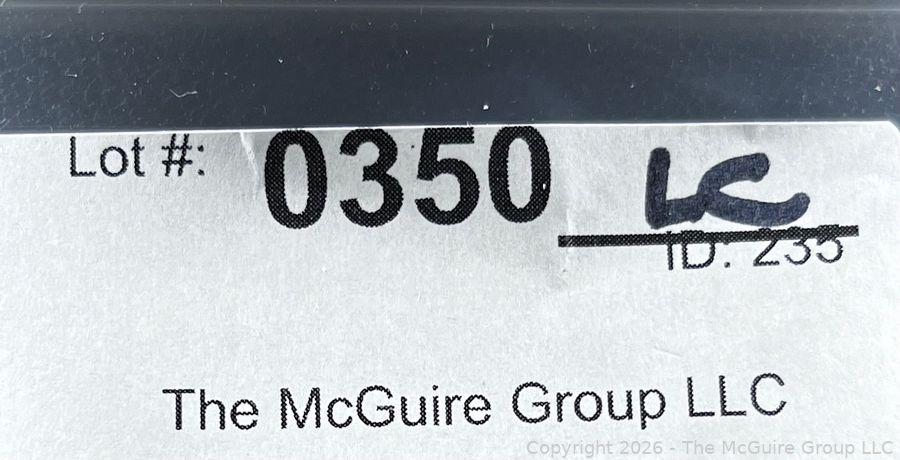 Lot #: 0350 LC
ID: 235
The McGuire Group LLC
Copyright 2026 - The McGuire Group LLC